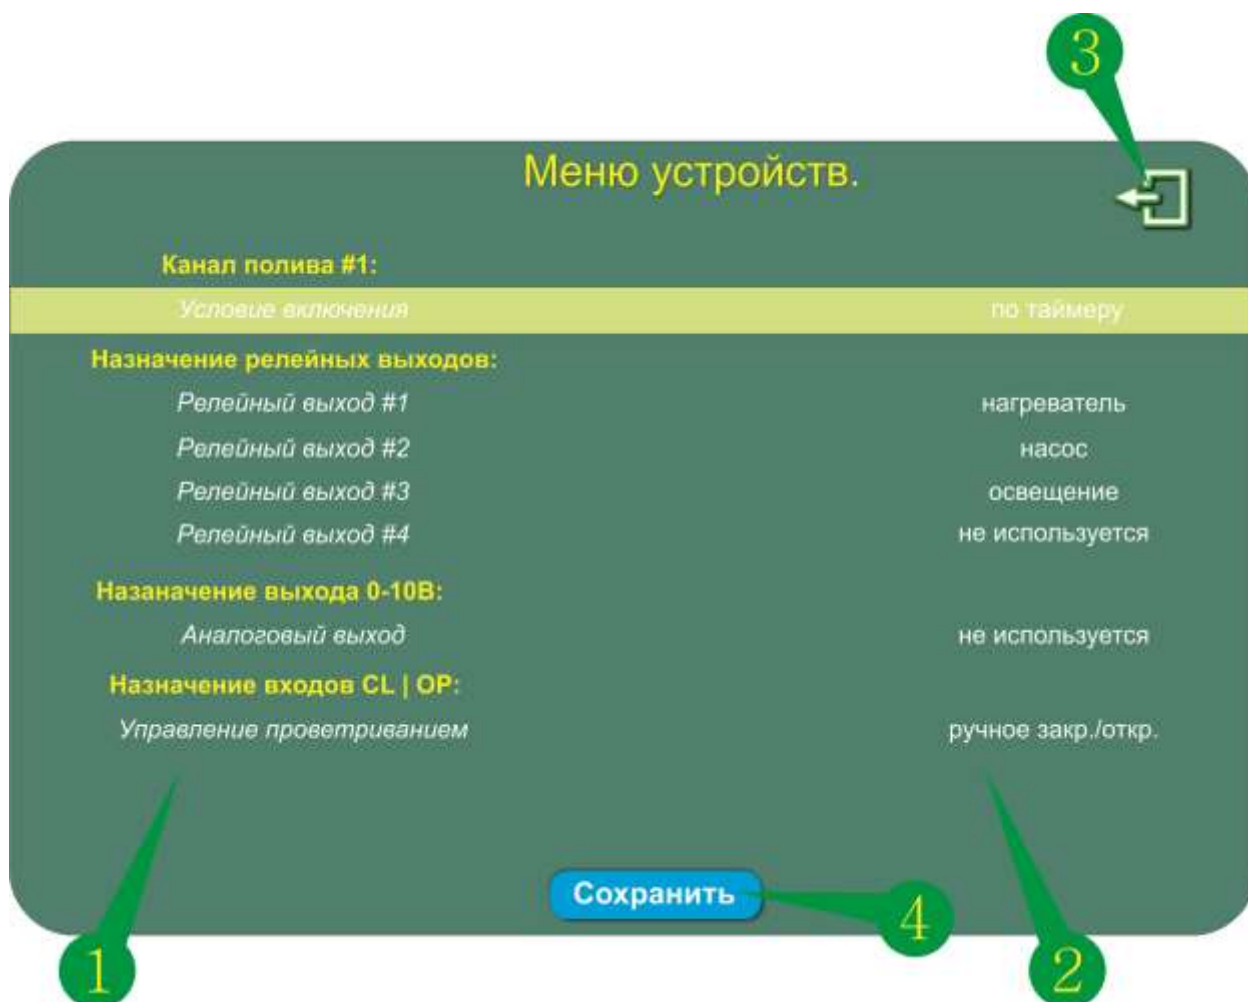 3
Меню устройств.
Канал полива #1:
Условие включения по таймеру
Назначение релейных выходов:
Релейный выход #1 нагреватель
Релейный выход #2 насос
Релейный выход #3 освещение
Релейный выход #4 не используется
Назаначение выхода 0-10В:
Аналоговый выход не используется
Назначение входов CL | OP:
Управление проветриванием ручное закр./откр.
Сохранить
4
1 2